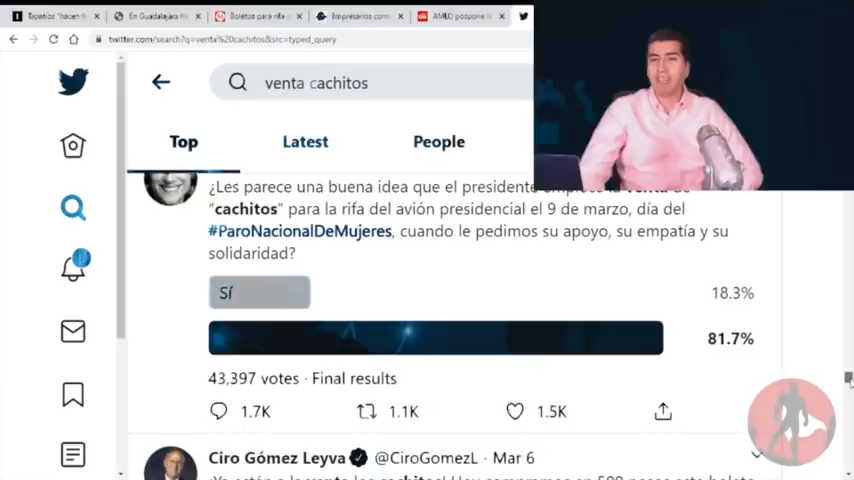 Tapatíos "hacen f
En Guadalajara Ha
Boletos para rifa
Empresarios com
AMLO pospone
twitter.com/search?q=venta%20cachitos&src=typed_query
venta cachitos
Top
Latest
People
¿Les parece una buena idea que el presidente
"cachitos" para la rifa del avión presidencial el 9 de marzo, día del
#ParoNacionalDeMujeres, cuando le pedimos su apoyo, su empatía y su
solidaridad?
Sí
18.3%
81.7%
43,397 votes · Final results
1.7K
1.1K
1.5K
Ciro Gómez Leyva @CiroGomezL · Mar 6